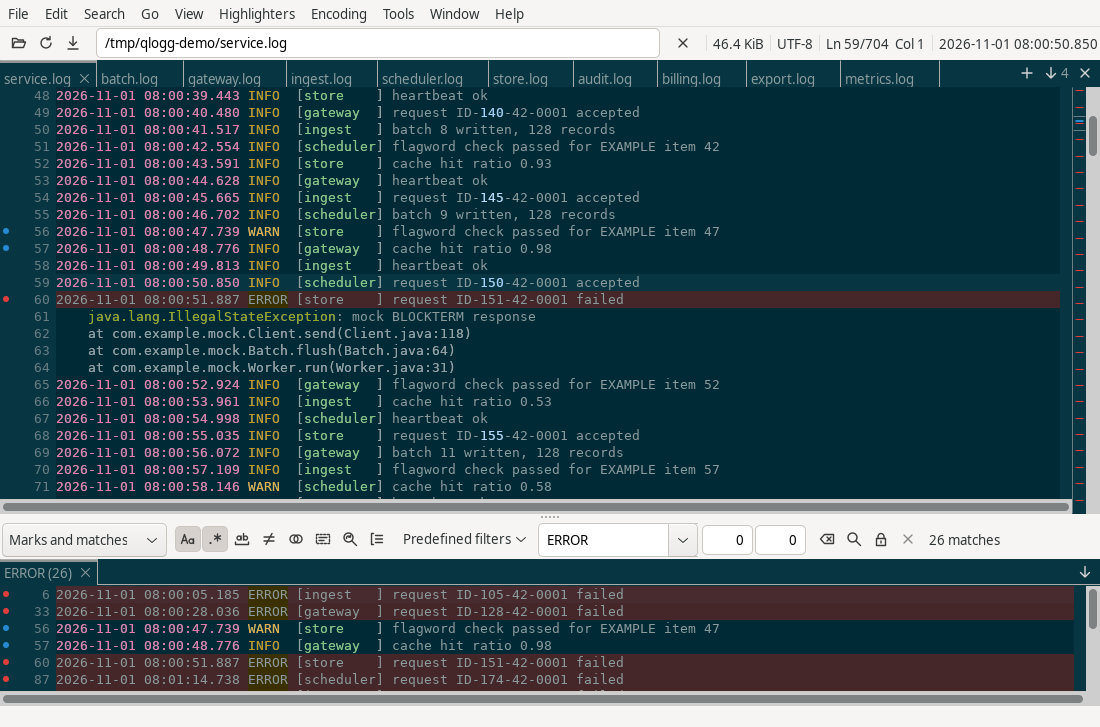 File Edit Search Go View Highlighters Encoding Tools Window Help
/tmp/qlogg-demo/service.log 46.4 KiB UTF-8 Ln 59/704 Col 1 2026-11-01 08:00:50.850
service.log batch.log gateway.log ingest.log scheduler.log store.log audit.log billing.log export.log metrics.log 4
48 2026-11-01 08:00:39.443 INFO [store ] heartbeat ok
49 2026-11-01 08:00:40.480 INFO [gateway ] request ID-140-42-0001 accepted
50 2026-11-01 08:00:41.517 INFO [ingest ] batch 8 written, 128 records
51 2026-11-01 08:00:42.554 INFO [scheduler] flagword check passed for EXAMPLE item 42
52 2026-11-01 08:00:43.591 INFO [store ] cache hit ratio 0.93
53 2026-11-01 08:00:44.628 INFO [gateway ] heartbeat ok
54 2026-11-01 08:00:45.665 INFO [ingest ] request ID-145-42-0001 accepted
55 2026-11-01 08:00:46.702 INFO [scheduler] batch 9 written, 128 records
56 2026-11-01 08:00:47.739 WARN [store ] flagword check passed for EXAMPLE item 47
57 2026-11-01 08:00:48.776 INFO [gateway ] cache hit ratio 0.98
58 2026-11-01 08:00:49.813 INFO [ingest ] heartbeat ok
59 2026-11-01 08:00:50.850 INFO [scheduler] request ID-150-42-0001 accepted
60 2026-11-01 08:00:51.887 ERROR [store ] request ID-151-42-0001 failed
61 java.lang.IllegalStateException: mock BLOCKTERM response
62 at com.example.mock.Client.send(Client.java:118)
63 at com.example.mock.Batch.flush(Batch.java:64)
64 at com.example.mock.Worker.run(Worker.java:31)
65 2026-11-01 08:00:52.924 INFO [gateway ] flagword check passed for EXAMPLE item 52
66 2026-11-01 08:00:53.961 INFO [ingest ] cache hit ratio 0.53
67 2026-11-01 08:00:54.998 INFO [scheduler] heartbeat ok
68 2026-11-01 08:00:55.035 INFO [store ] request ID-155-42-0001 accepted
69 2026-11-01 08:00:56.072 INFO [gateway ] batch 11 written, 128 records
70 2026-11-01 08:00:57.109 INFO [ingest ] flagword check passed for EXAMPLE item 57
71 2026-11-01 08:00:58.146 WARN [scheduler] cache hit ratio 0.58
Marks and matches Aa .* ab Predefined filters ERROR 0 0 26 matches
ERROR (26)
6 2026-11-01 08:00:05.185 ERROR [ingest ] request ID-105-42-0001 failed
33 2026-11-01 08:00:28.036 ERROR [gateway ] request ID-128-42-0001 failed
56 2026-11-01 08:00:47.739 WARN [store ] flagword check passed for EXAMPLE item 47
57 2026-11-01 08:00:48.776 INFO [gateway ] cache hit ratio 0.98
60 2026-11-01 08:00:51.887 ERROR [store ] request ID-151-42-0001 failed
87 2026-11-01 08:01:14.738 ERROR [scheduler] request ID-174-42-0001 failed